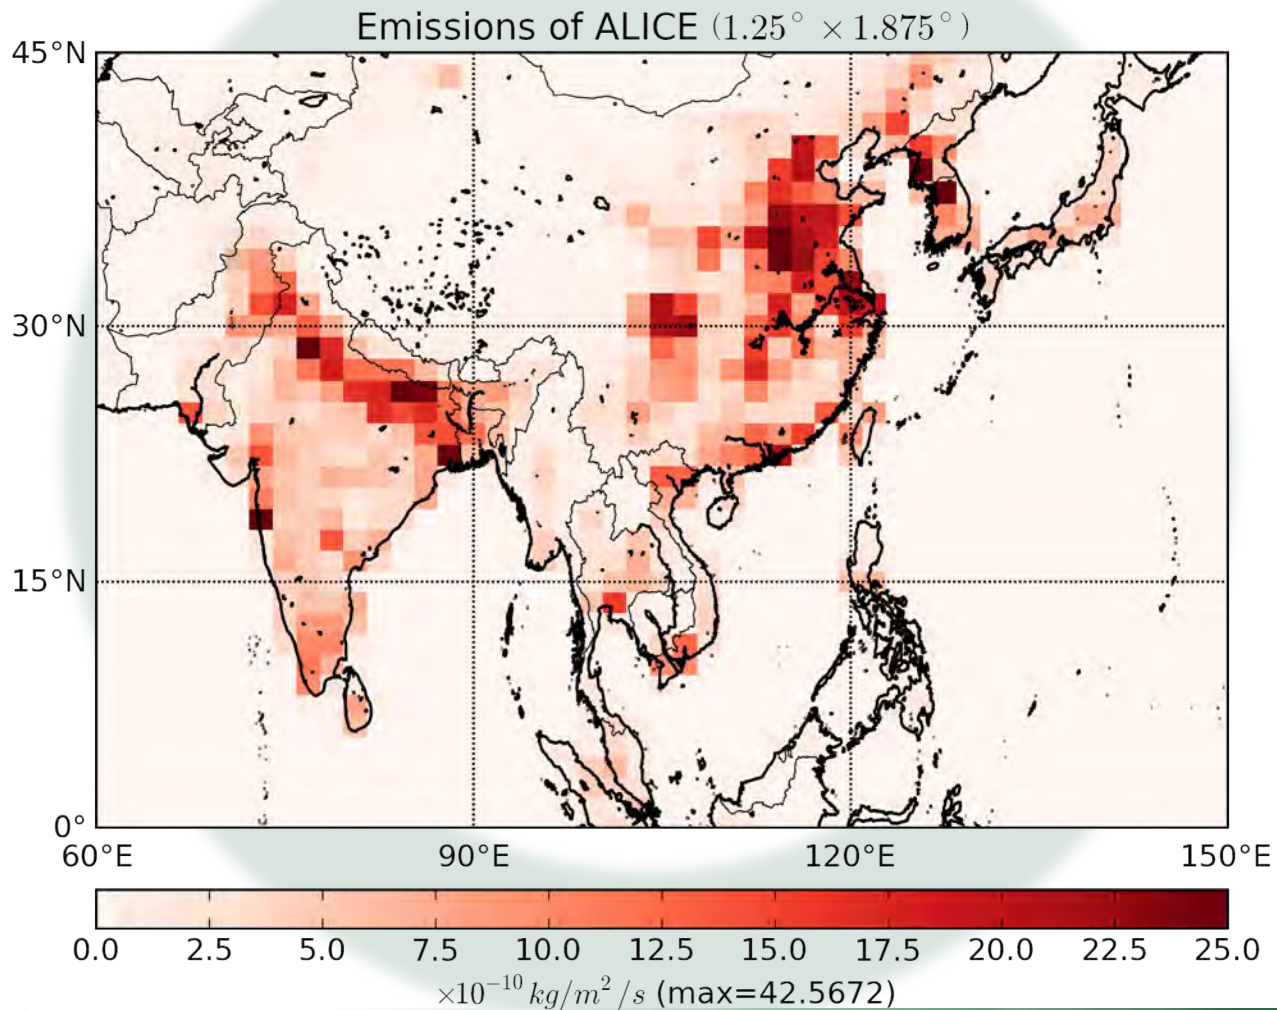 Emissions of ALICE (1.25° × 1.875°)
45°N
30°N
15°N
0°
60°E 90°E 120°E 150°E
0.0 2.5 5.0 7.5 10.0 12.5 15.0 17.5 20.0 22.5 25.0
×10⁻¹⁰ kg/m²/s (max=42.5672)